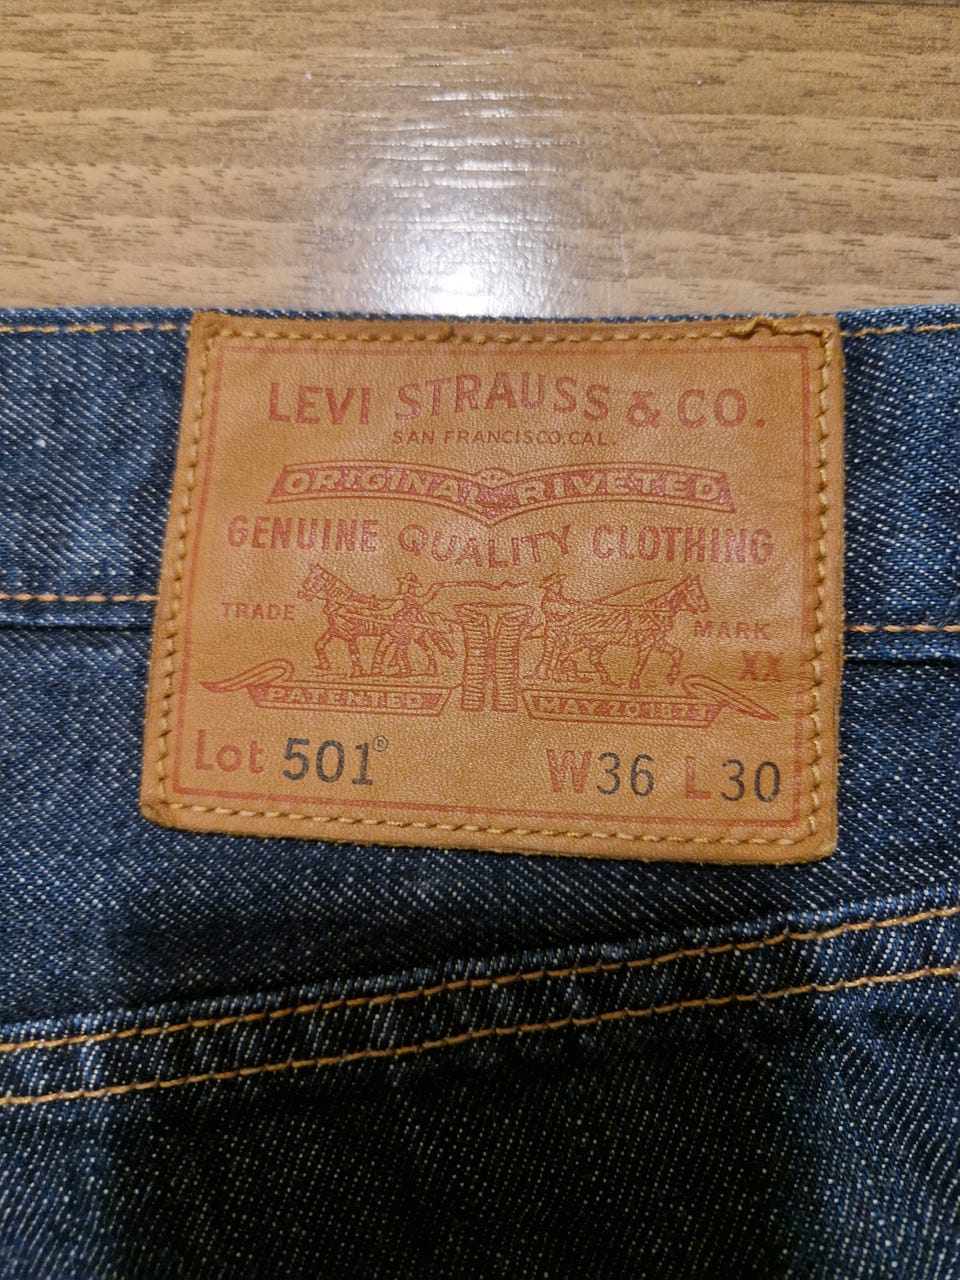 LEVI STRAUSS & CO.
SAN FRANCISCO, CAL.
ORIGINAL RIVETED
GENUINE QUALITY CLOTHING
TRADE MARK
XX
PATENTED MAY 20 1873
Lot 501® W36 L30